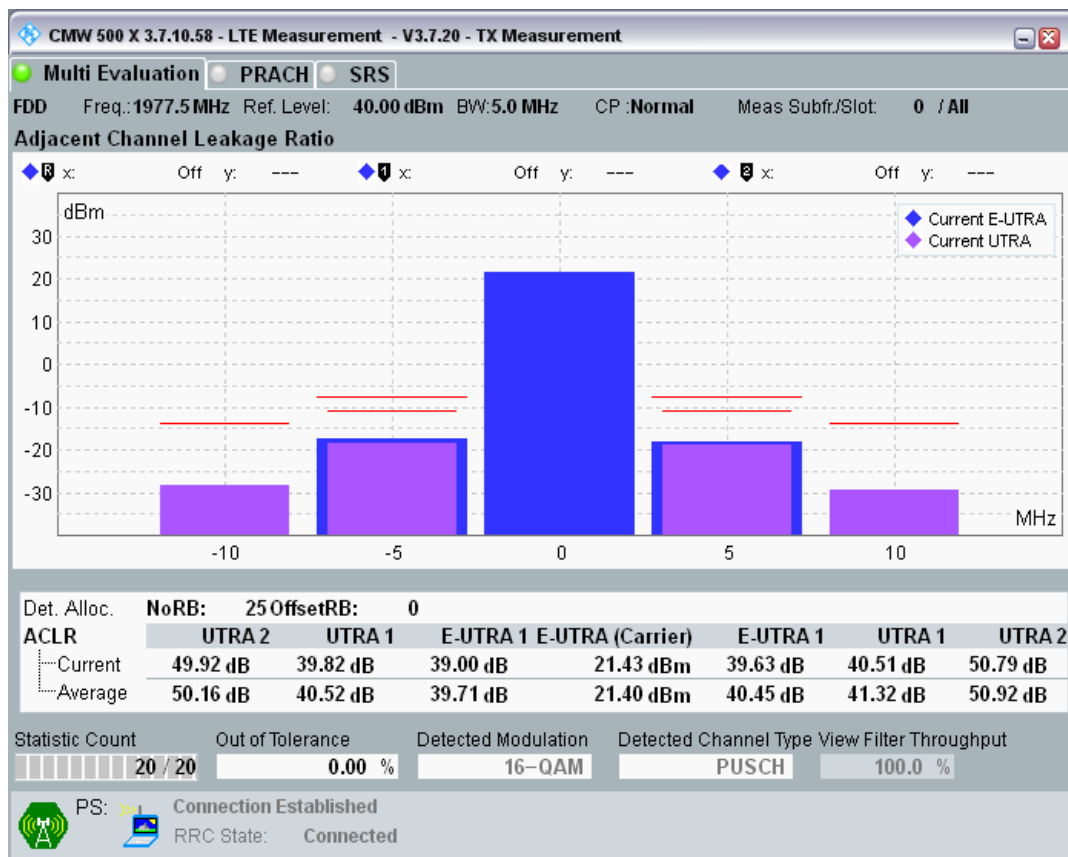 CMW 500 X 3.7.10.58 - LTE Measurement - V3.7.20 - TX Measurement
Multi Evaluation PRACH SRS
FDD Freq.:1977.5 MHz Ref. Level: 40.00 dBm BW:5.0 MHz CP :Normal Meas Subfr./Slot: 0 / All
Adjacent Channel Leakage Ratio
R x: Off y: --- 1 x: Off y: --- 2 x: Off y: ---
dBm
Current E-UTRA
Current UTRA
30
20
10
0
-10
-20
-30
MHz
-10 -5 0 5 10
Det. Alloc. NoRB: 25 OffsetRB: 0
ACLR UTRA 2 UTRA 1 E-UTRA 1 E-UTRA (Carrier) E-UTRA 1 UTRA 1 UTRA 2
Current 49.92 dB 39.82 dB 39.00 dB 21.43 dBm 39.63 dB 40.51 dB 50.79 dB
Average 50.16 dB 40.52 dB 39.71 dB 21.40 dBm 40.45 dB 41.32 dB 50.92 dB
Statistic Count Out of Tolerance Detected Modulation Detected Channel Type View Filter Throughput
20 / 20 0.00 % 16-QAM PUSCH 100.0 %
PS: Connection Established
RRC State: Connected